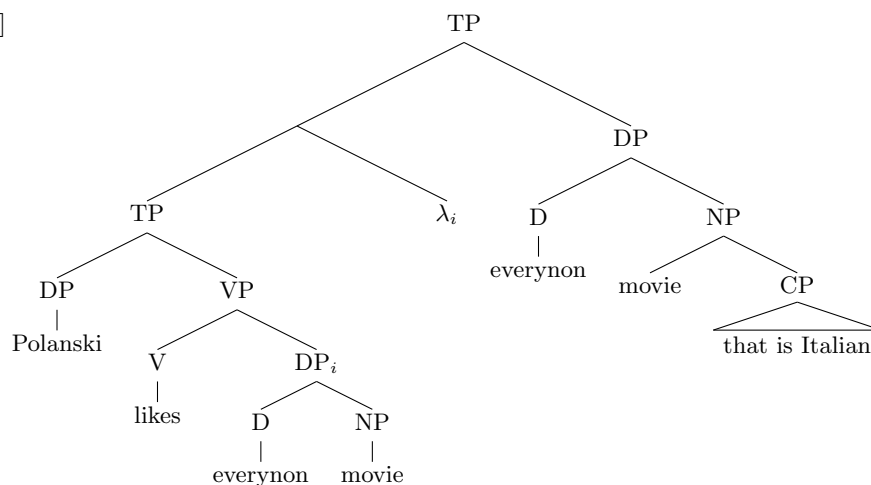 ]
TP
DP
TP λi D NP
everynon
DP VP movie CP
Polanski that is Italian
V DPi
likes D NP
everynon movie